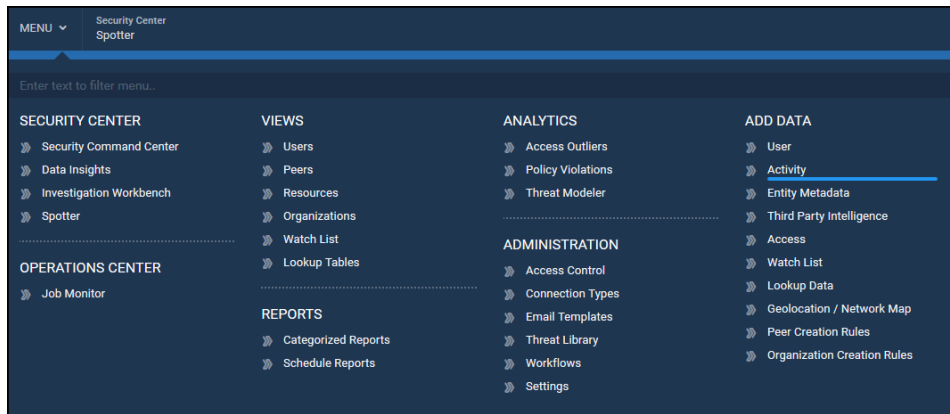 MENU
Security Center
Spotter
Enter text to filter menu..
SECURITY CENTER
Security Command Center
Data Insights
Investigation Workbench
Spotter
OPERATIONS CENTER
Job Monitor
VIEWS
Users
Peers
Resources
Organizations
Watch List
Lookup Tables
REPORTS
Categorized Reports
Schedule Reports
ANALYTICS
Access Outliers
Policy Violations
Threat Modeler
ADMINISTRATION
Access Control
Connection Types
Email Templates
Threat Library
Workflows
Settings
ADD DATA
User
Activity
Entity Metadata
Third Party Intelligence
Access
Watch List
Lookup Data
Geolocation / Network Map
Peer Creation Rules
Organization Creation Rules